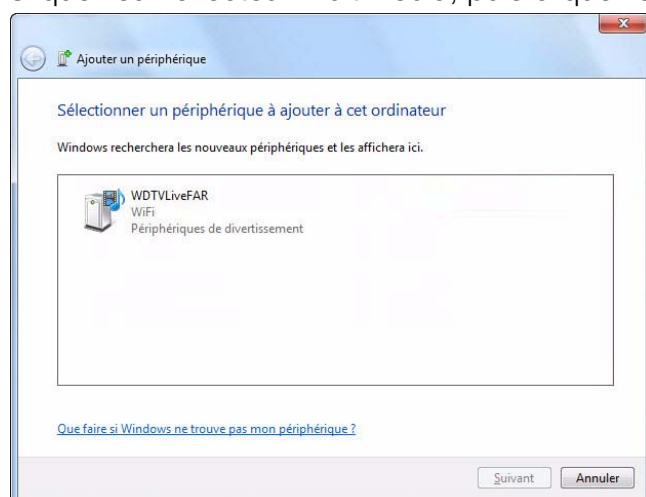 Ajouter un périphérique
Sélectionner un périphérique à ajouter à cet ordinateur
Windows recherchera les nouveaux périphériques et les affichera ici.
WDTVLiveFAR
WiFi
Périphériques de divertissement
Que faire si Windows ne trouve pas mon périphérique ?
Suivant Annuler